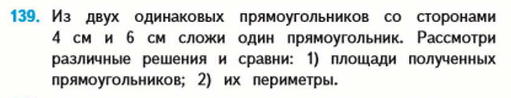 139. Из двух одинаковых прямоугольников со сторонами
4 см и 6 см сложи один прямоугольник. Рассмотри
различные решения и сравни: 1) площади полученных
прямоугольников; 2) их периметры.